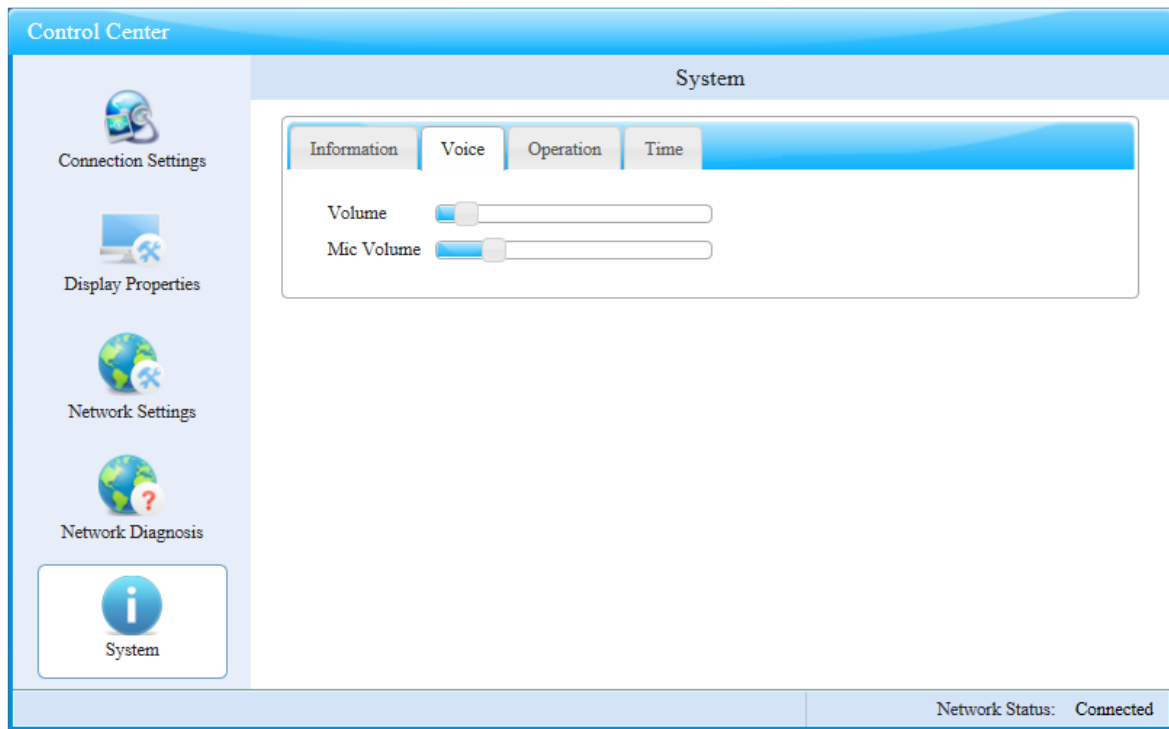 Control Center
System
Connection Settings
Display Properties
Network Settings
Network Diagnosis
System
Information Voice Operation Time
Volume
Mic Volume
Network Status: Connected